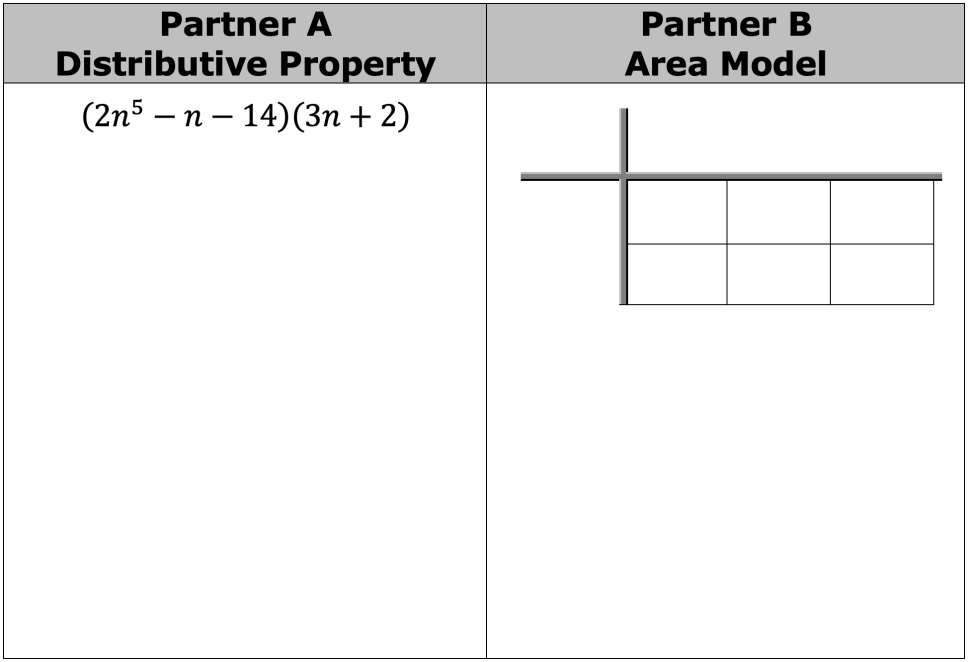 Partner A
Distributive Property
Partner B
Area Model
(2n⁵ − n − 14)(3n + 2)